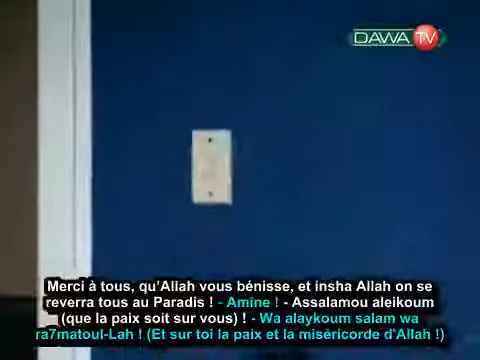 DAWA TV
Merci à tous, qu'Allah vous bénisse, et insha Allah on se
reverra tous au Paradis ! - Amîne ! - Assalamou aleikoum
(que la paix soit sur vous) ! - Wa alaykoum salam wa
ra7matoul-Lah ! (Et sur toi la paix et la miséricorde d'Allah !)